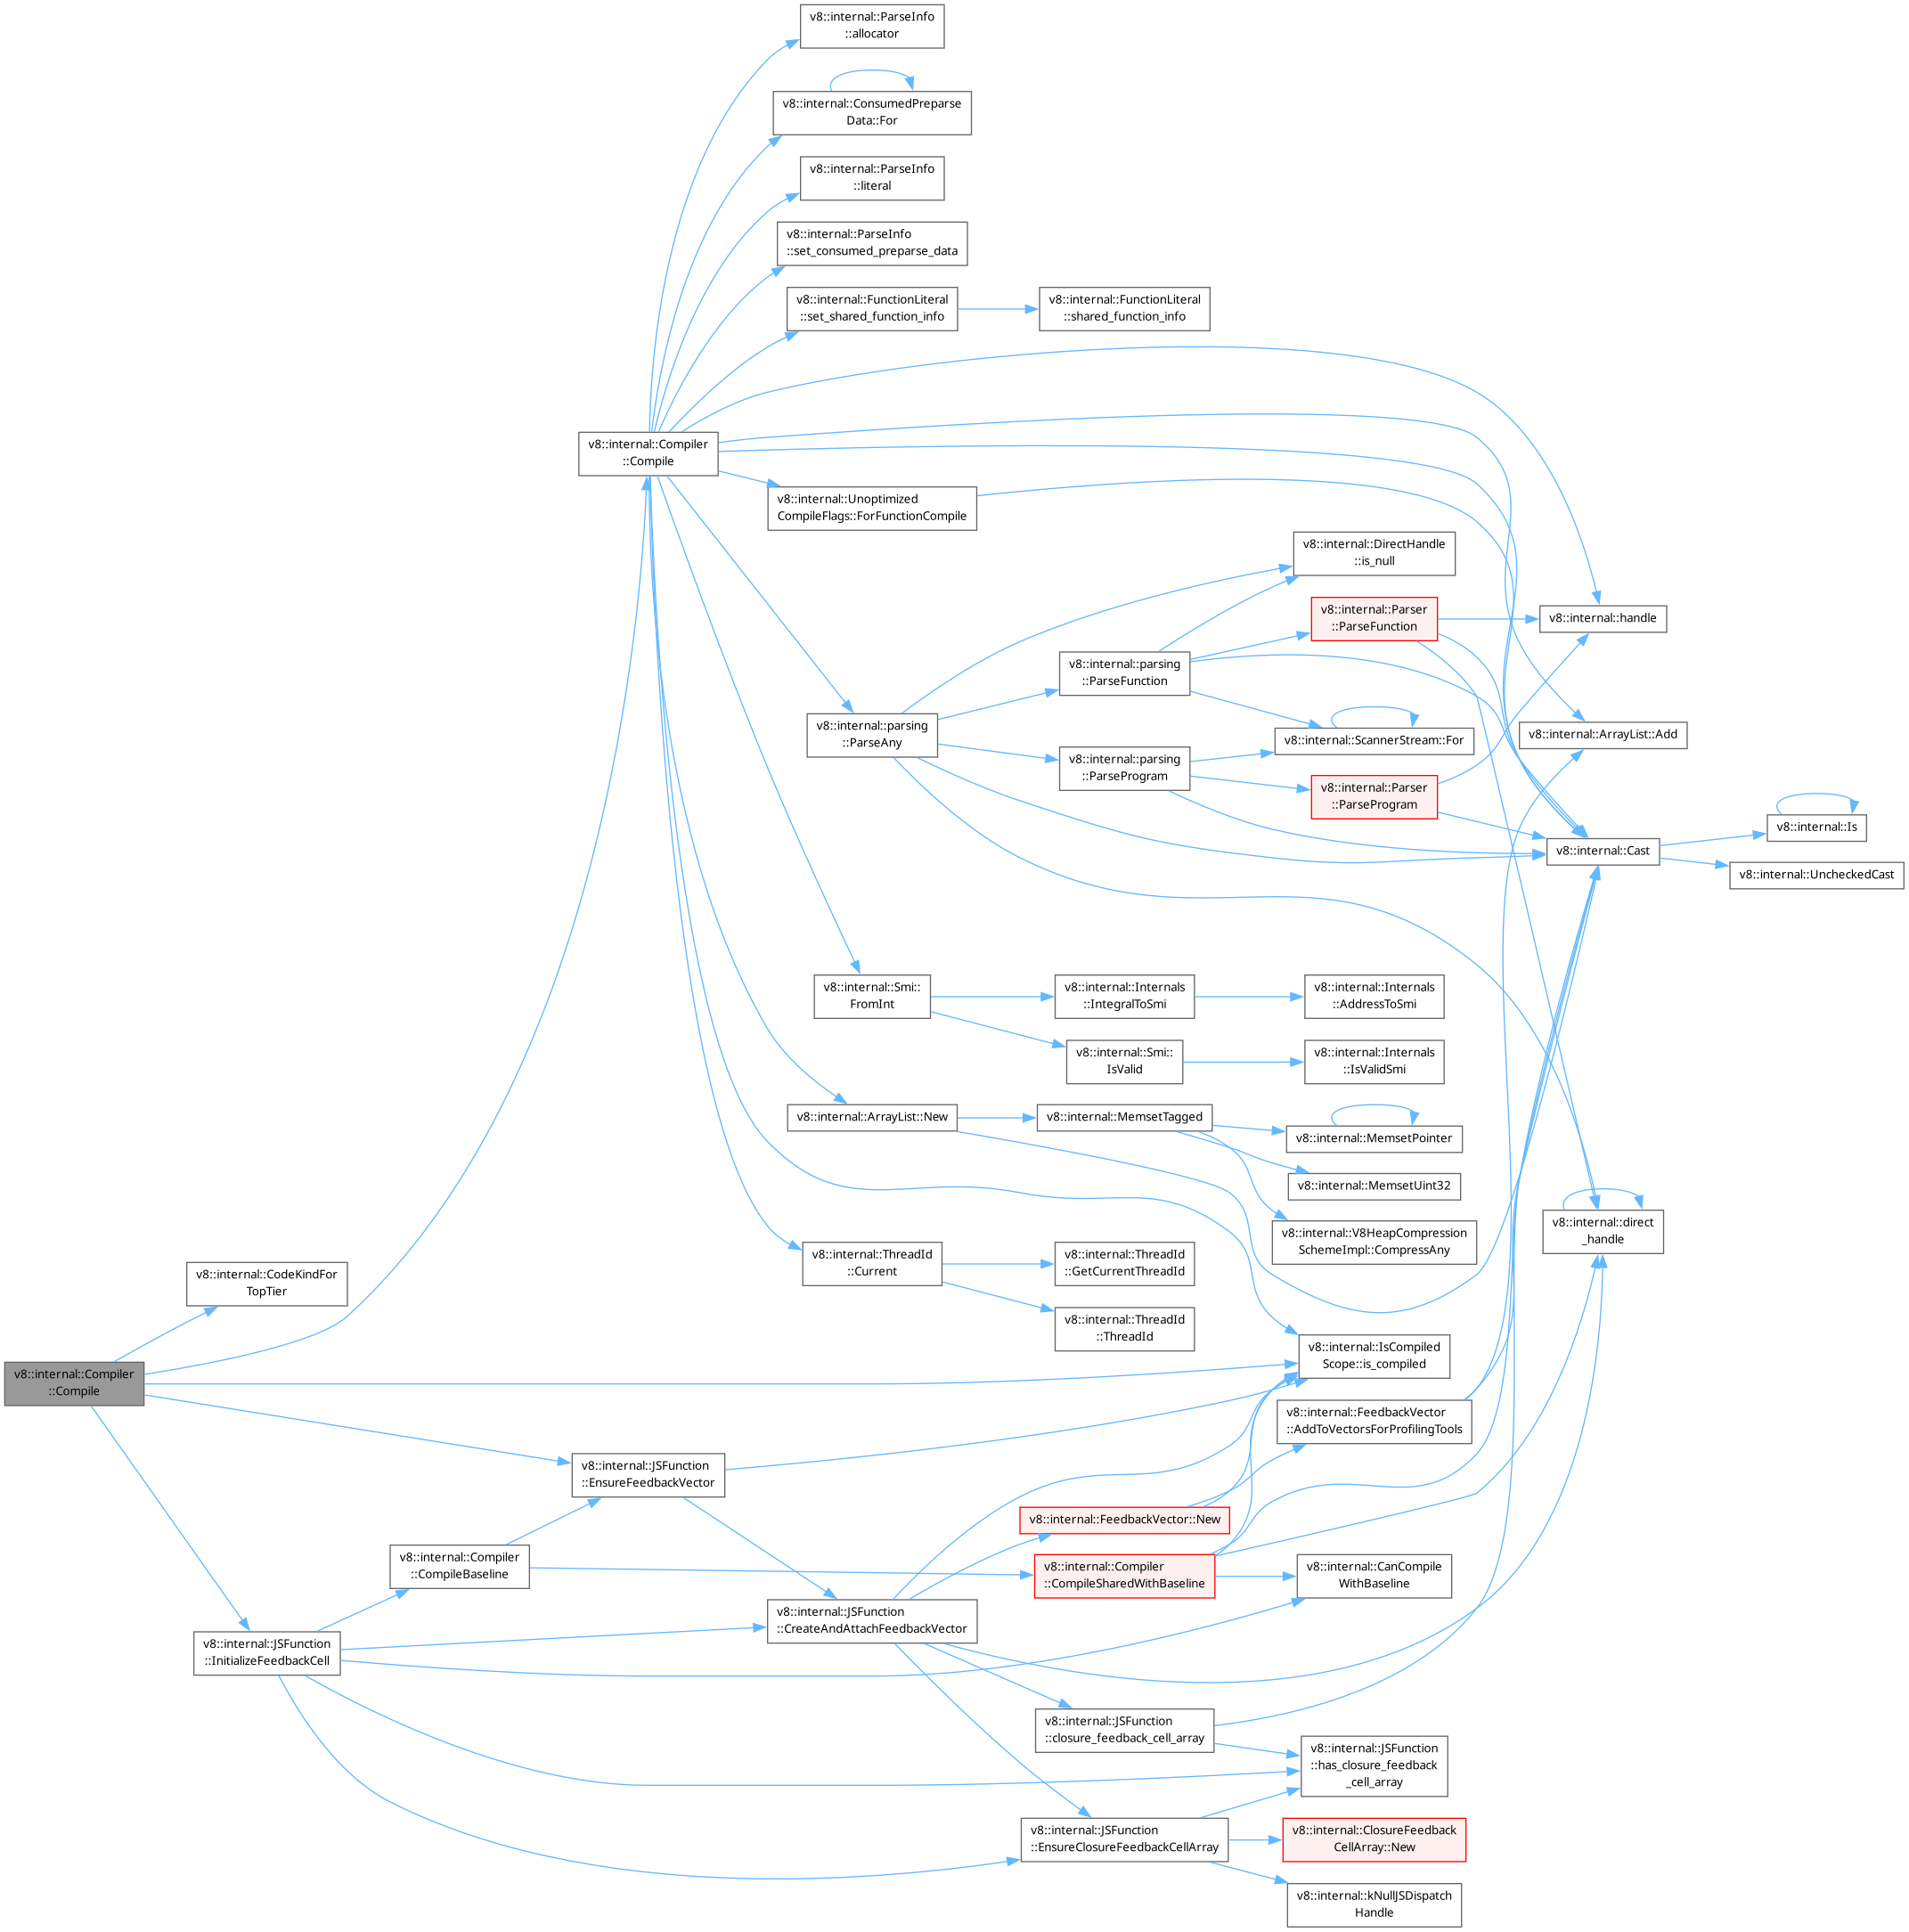 v8::internal::ParseInfo
::allocator
v8::internal::ConsumedPreparse
Data::For
v8::internal::ParseInfo
::literal
v8::internal::ParseInfo
::set_consumed_preparse_data
v8::internal::FunctionLiteral
::set_shared_function_info
v8::internal::FunctionLiteral
::shared_function_info
v8::internal::Compiler
::Compile
v8::internal::Unoptimized
CompileFlags::ForFunctionCompile
v8::internal::DirectHandle
::is_null
v8::internal::Parser
::ParseFunction
v8::internal::handle
v8::internal::parsing
::ParseFunction
v8::internal::parsing
::ParseAny
v8::internal::ScannerStream::For
v8::internal::ArrayList::Add
v8::internal::parsing
::ParseProgram
v8::internal::Parser
::ParseProgram
v8::internal::Is
v8::internal::Cast
v8::internal::UncheckedCast
v8::internal::Smi::
FromInt
v8::internal::Internals
::IntegralToSmi
v8::internal::Internals
::AddressToSmi
v8::internal::Smi::
IsValid
v8::internal::Internals
::IsValidSmi
v8::internal::ArrayList::New
v8::internal::MemsetTagged
v8::internal::MemsetPointer
v8::internal::MemsetUint32
v8::internal::V8HeapCompression
SchemeImpl::CompressAny
v8::internal::direct
_handle
v8::internal::ThreadId
::Current
v8::internal::ThreadId
::GetCurrentThreadId
v8::internal::ThreadId
::ThreadId
v8::internal::CodeKindFor
TopTier
v8::internal::Compiler
::Compile
v8::internal::IsCompiled
Scope::is_compiled
v8::internal::FeedbackVector
::AddToVectorsForProfilingTools
v8::internal::JSFunction
::EnsureFeedbackVector
v8::internal::FeedbackVector::New
v8::internal::Compiler
::CompileBaseline
v8::internal::Compiler
::CompileSharedWithBaseline
v8::internal::CanCompile
WithBaseline
v8::internal::JSFunction
::CreateAndAttachFeedbackVector
v8::internal::JSFunction
::InitializeFeedbackCell
v8::internal::JSFunction
::closure_feedback_cell_array
v8::internal::JSFunction
::has_closure_feedback
_cell_array
v8::internal::JSFunction
::EnsureClosureFeedbackCellArray
v8::internal::ClosureFeedback
CellArray::New
v8::internal::kNullJSDispatch
Handle